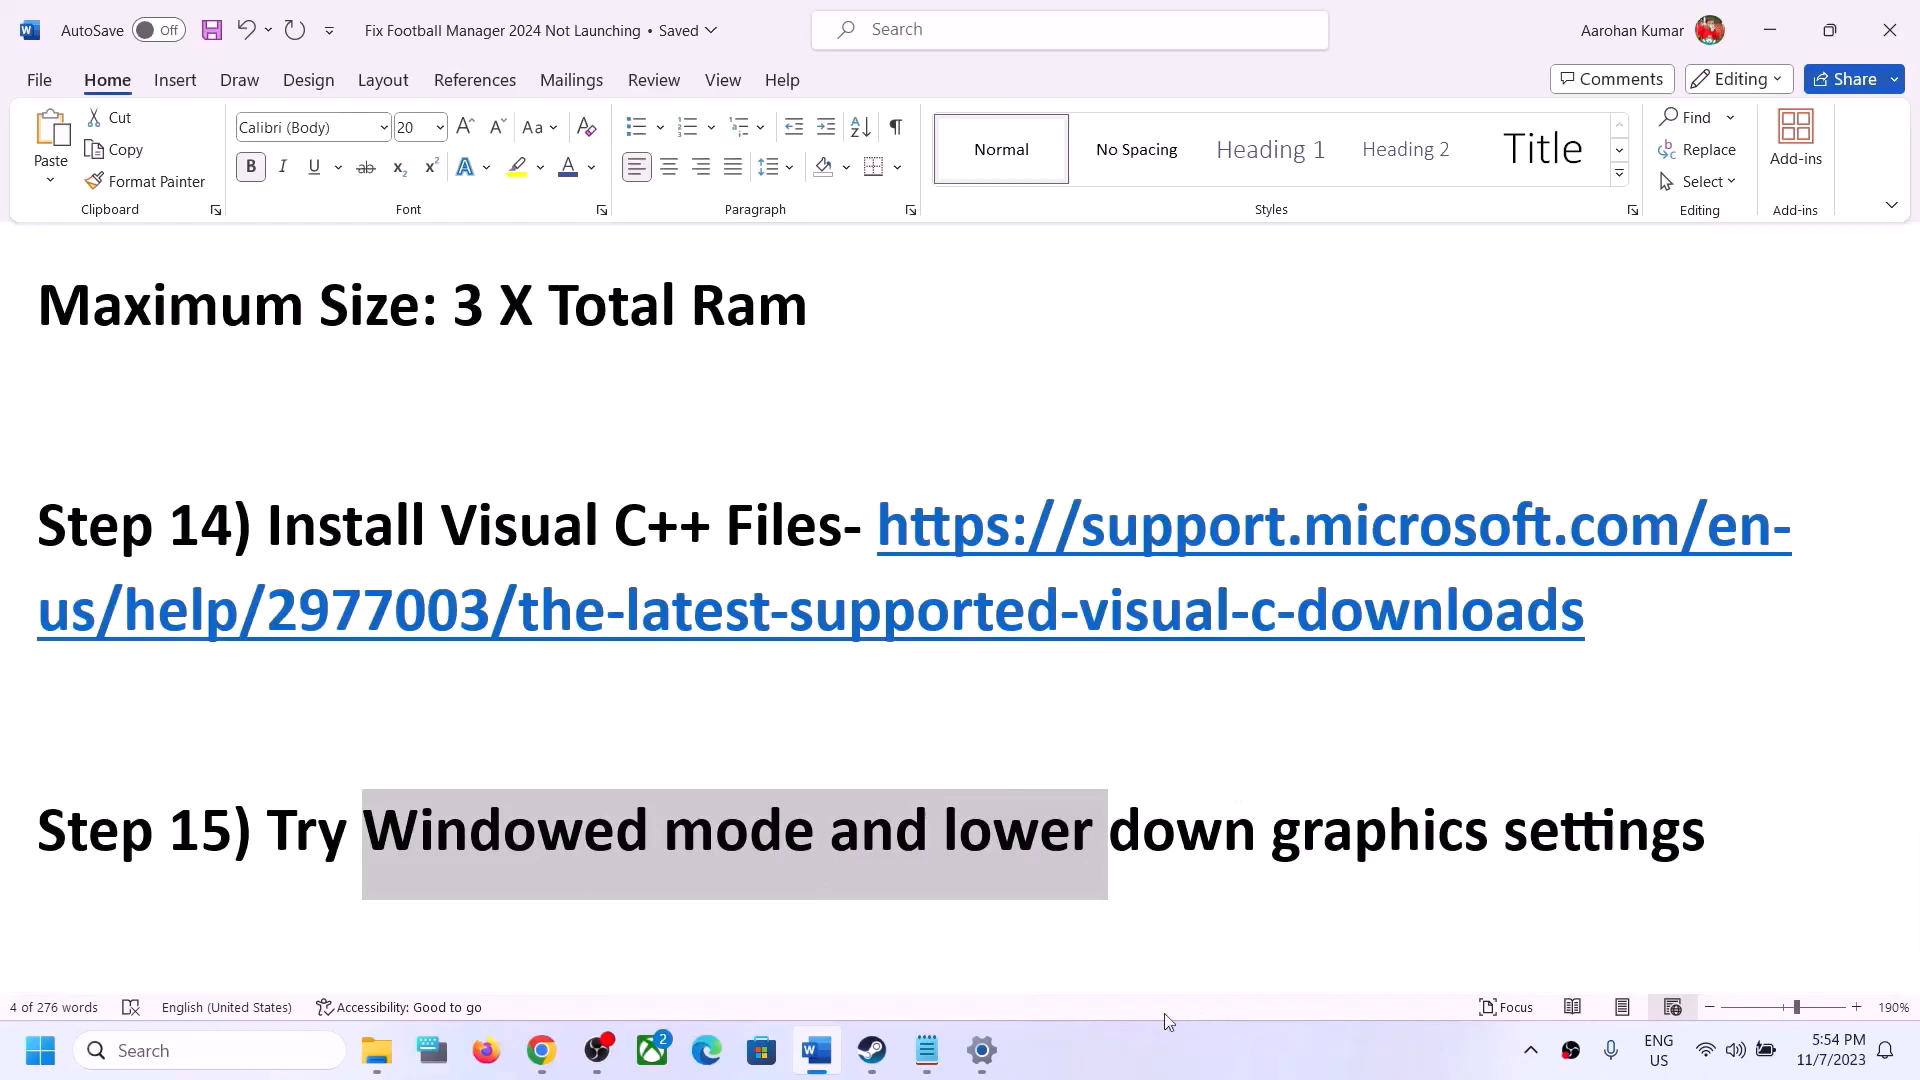 AutoSave Off Fix Football Manager 2024 Not Launching • Saved Search Aarohan Kumar
File Home Insert Draw Design Layout References Mailings Review View Help Comments Editing Share
Paste Cut Copy Format Painter Clipboard
Calibri (Body) 20 Aa Font
Paragraph
Normal No Spacing Heading 1 Heading 2 Title Styles
Find Replace Select Editing
Add-ins Add-ins
Maximum Size: 3 X Total Ram
Step 14) Install Visual C++ Files- https://support.microsoft.com/en-
us/help/2977003/the-latest-supported-visual-c-downloads
Step 15) Try Windowed mode and lower down graphics settings
4 of 276 words English (United States) Accessibility: Good to go Focus 190%
Search 2 ENG US 5:54 PM 11/7/2023